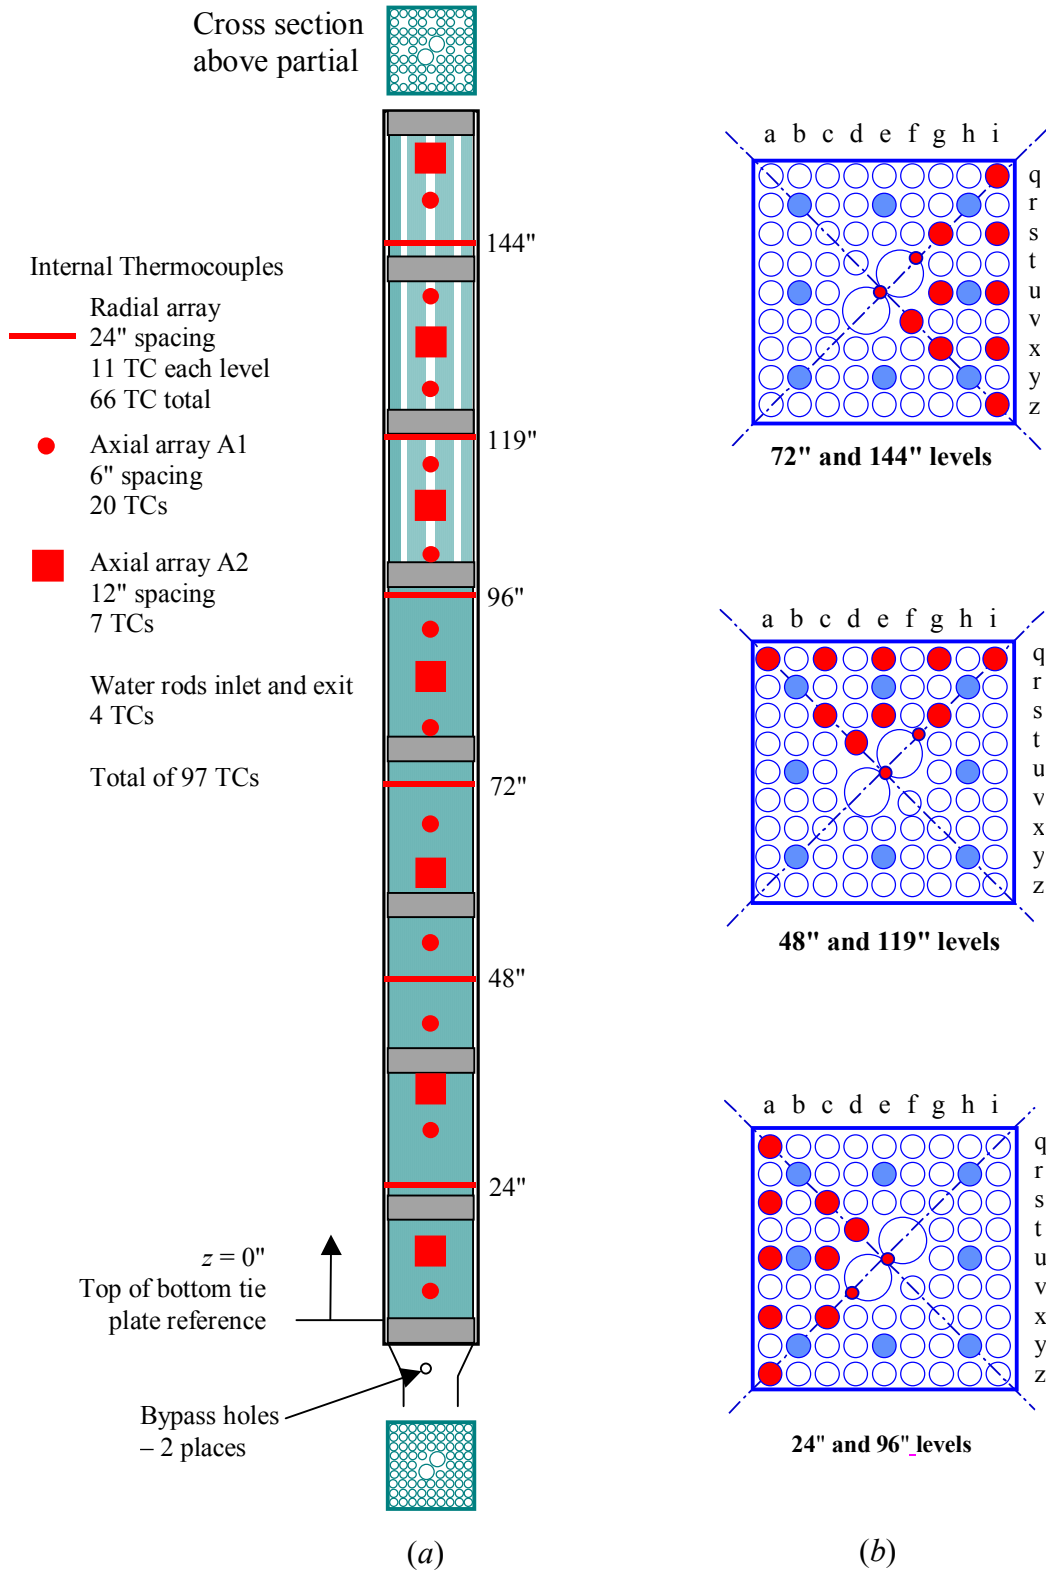 Cross section
above partial
Internal Thermocouples
Radial array
24" spacing
11 TC each level
66 TC total
Axial array A1
6" spacing
20 TCs
Axial array A2
12" spacing
7 TCs
Water rods inlet and exit
4 TCs
Total of 97 TCs
144"
119"
96"
72"
48"
24"
z = 0"
Top of bottom tie
plate reference
Bypass holes
– 2 places
(a)
a b c d e f g h i
q
r
s
t
u
v
x
y
z
72" and 144" levels
a b c d e f g h i
q
r
s
t
u
v
x
y
z
48" and 119" levels
a b c d e f g h i
q
r
s
t
u
v
x
y
z
24" and 96" levels
(b)